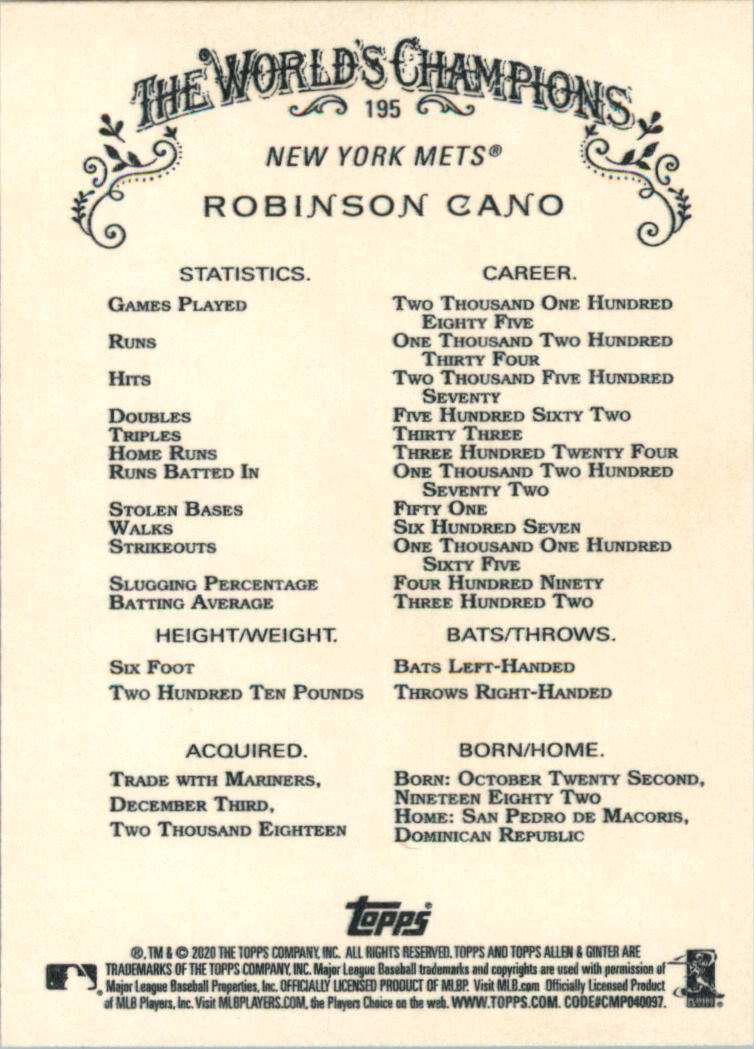 THE WORLD'S CHAMPIONS
195
NEW YORK METS®
ROBINSON CANO
STATISTICS. CAREER.
GAMES PLAYED TWO THOUSAND ONE HUNDRED
EIGHTY FIVE
RUNS ONE THOUSAND TWO HUNDRED
THIRTY FOUR
HITS TWO THOUSAND FIVE HUNDRED
SEVENTY
DOUBLES FIVE HUNDRED SIXTY TWO
TRIPLES THIRTY THREE
HOME RUNS THREE HUNDRED TWENTY FOUR
RUNS BATTED IN ONE THOUSAND TWO HUNDRED
SEVENTY TWO
STOLEN BASES FIFTY ONE
WALKS SIX HUNDRED SEVEN
STRIKEOUTS ONE THOUSAND ONE HUNDRED
SIXTY FIVE
SLUGGING PERCENTAGE FOUR HUNDRED NINETY
BATTING AVERAGE THREE HUNDRED TWO
HEIGHT/WEIGHT. BATS/THROWS.
SIX FOOT BATS LEFT-HANDED
TWO HUNDRED TEN POUNDS THROWS RIGHT-HANDED
ACQUIRED. BORN/HOME.
TRADE WITH MARINERS, BORN: OCTOBER TWENTY SECOND,
DECEMBER THIRD, NINETEEN EIGHTY TWO
TWO THOUSAND EIGHTEEN HOME: SAN PEDRO DE MACORIS,
DOMINICAN REPUBLIC
Topps®
®, TM & © 2020 THE TOPPS COMPANY, INC. ALL RIGHTS RESERVED. TOPPS AND TOPPS ALLEN & GINTER ARE
TRADEMARKS OF THE TOPPS COMPANY, INC. Major League Baseball trademarks and copyrights are used with permission of
Major League Baseball Properties, Inc. OFFICIALLY LICENSED PRODUCT OF MLBP. Visit MLB.com Officially Licensed Product
of MLB Players, Inc. Visit MLBPLAYERS.COM, the Players Choice on the web. WWW.TOPPS.COM. CODE#CMP040097.